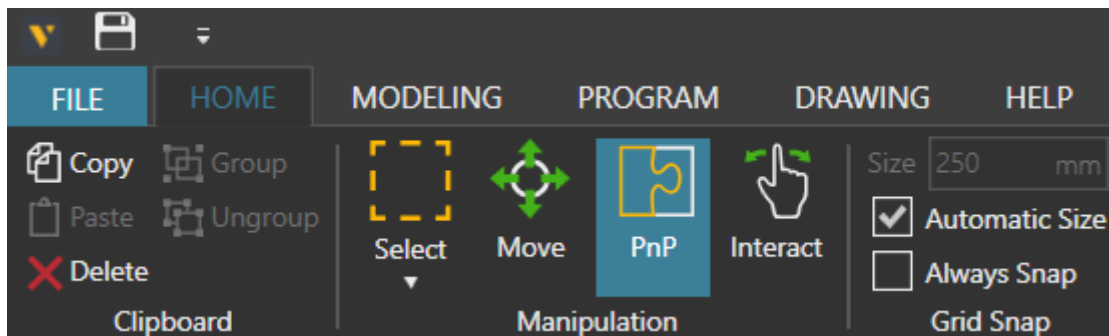 FILE HOME MODELING PROGRAM DRAWING HELP
Copy Group Size 250 mm
Paste Ungroup Select Move PnP Interact Automatic Size
Delete Always Snap
Clipboard Manipulation Grid Snap